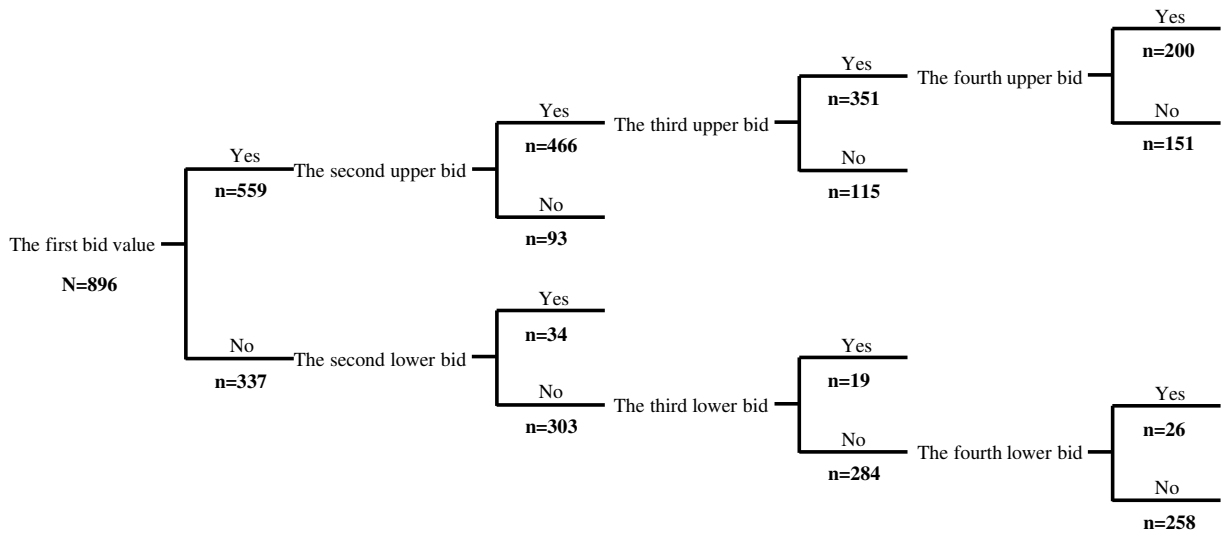 The first bid value
N=896
Yes
n=559
No
n=337
The second upper bid
Yes
n=466
No
n=93
The second lower bid
Yes
n=34
No
n=303
The third upper bid
Yes
n=351
No
n=115
The third lower bid
Yes
n=19
No
n=284
The fourth upper bid
Yes
n=200
No
n=151
The fourth lower bid
Yes
n=26
No
n=258